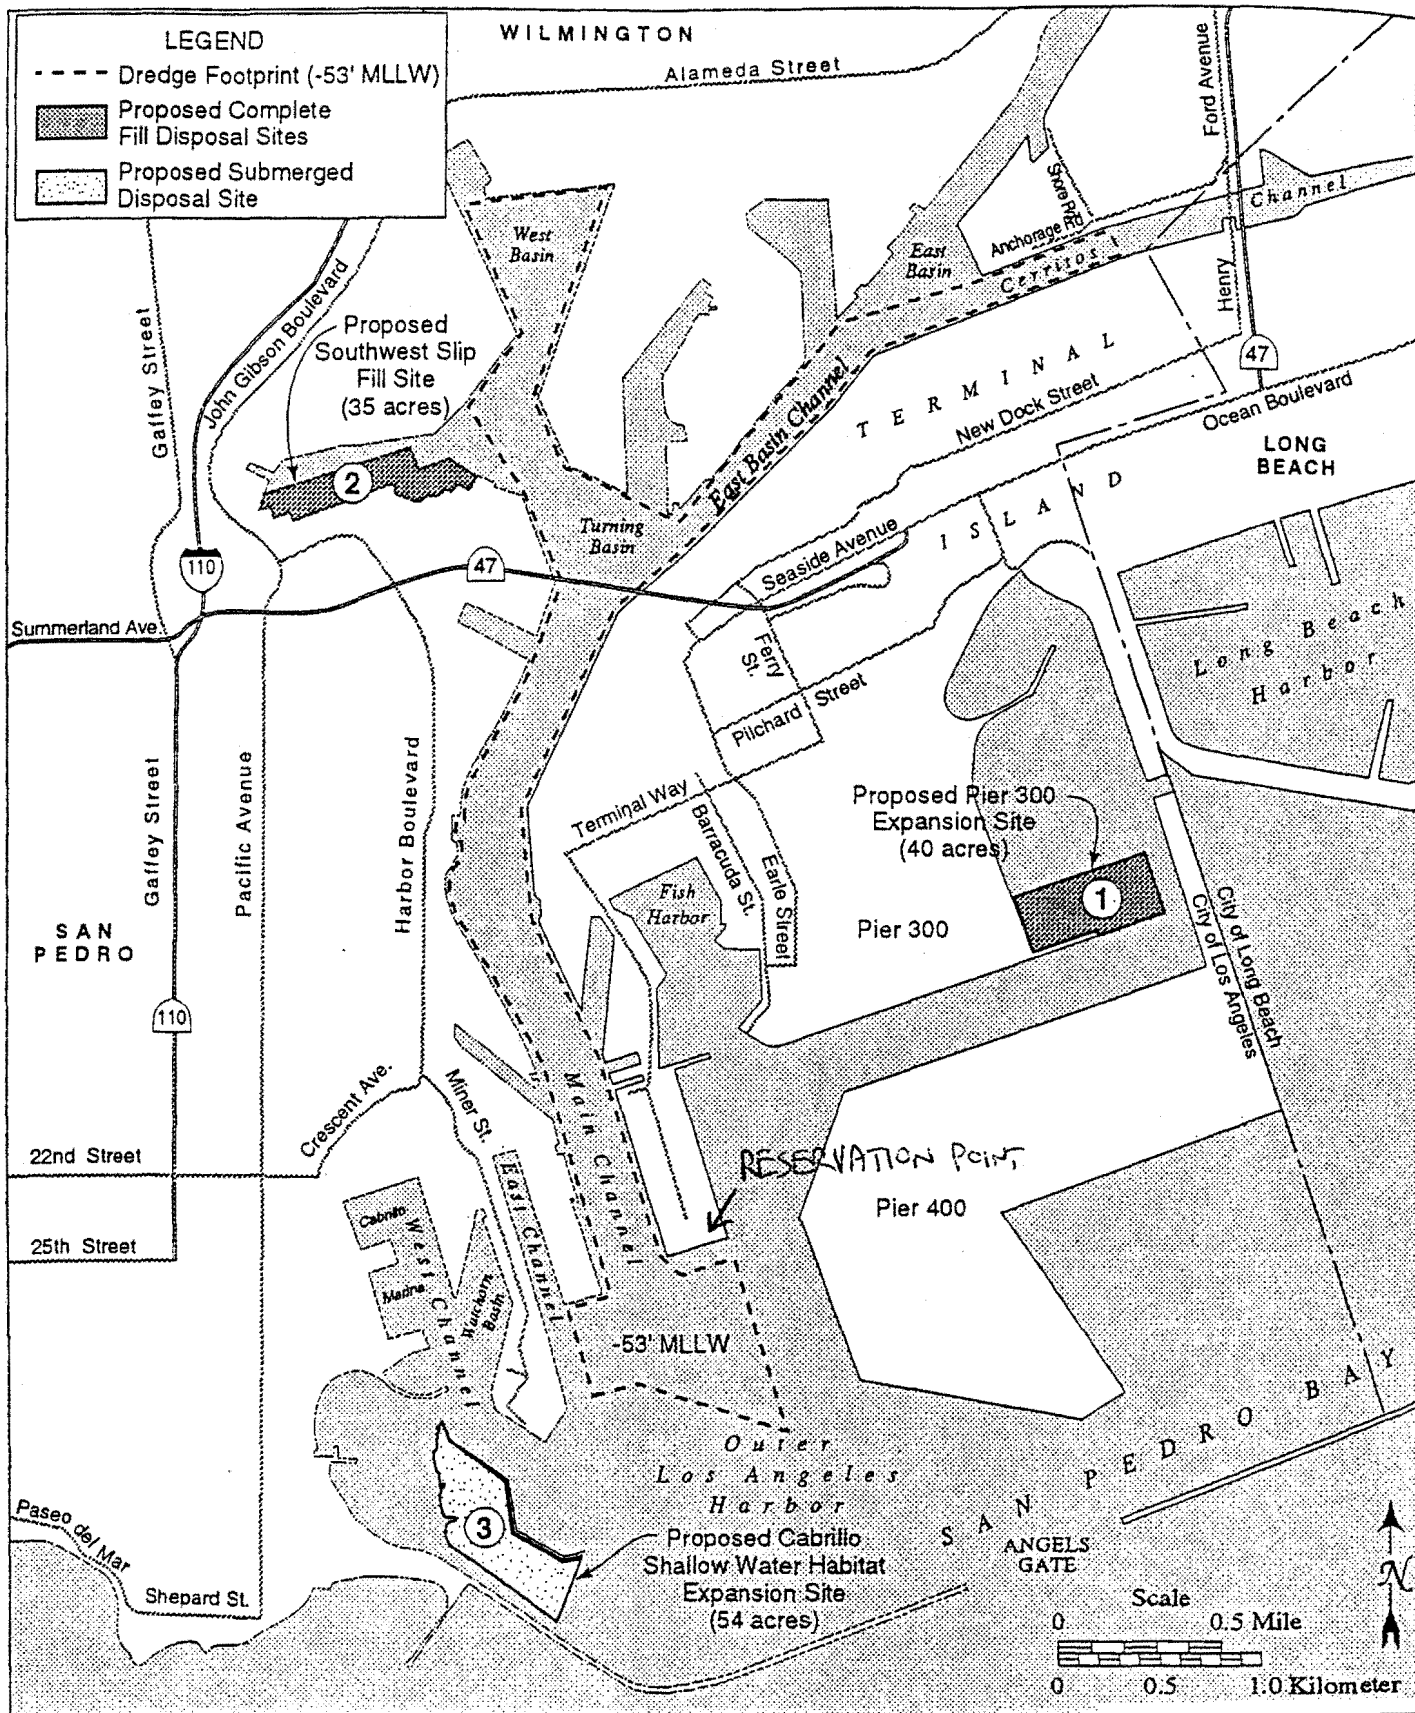 LEGEND
Dredge Footprint (-53' MLLW)
Proposed Complete
Fill Disposal Sites
Proposed Submerged
Disposal Site
WILMINGTON
Alameda Street
Ford Avenue
Shore Rd
Anchorage Rd
Channel
Cerritos
Henry
West
Basin
East
Basin
Gaffey Street
John Gibson Boulevard
Proposed
Southwest Slip
Fill Site
(35 acres)
2
East Basin Channel
TERMINAL
New Dock Street
47
Ocean Boulevard
LONG
BEACH
ISLAND
Turning
Basin
Seaside Avenue
110
47
Summerland Ave.
Ferry
St.
Pilchard Street
Long Beach
Harbor
Gaffey Street
Pacific Avenue
Harbor Boulevard
Terminal Way
Barracuda St.
Earle Street
Proposed Pier 300
Expansion Site
(40 acres)
1
Fish
Harbor
Pier 300
City of Long Beach
City of Los Angeles
SAN
PEDRO
110
Crescent Ave.
Miner St.
Main Channel
22nd Street
RESERVATION POINT
Pier 400
East Channel
Cabrillo
Marina
West Channel
Watchorn
Basin
25th Street
-53' MLLW
Outer
Los Angeles
Harbor
SAN PEDRO BAY
3
Proposed Cabrillo
Shallow Water Habitat
Expansion Site
(54 acres)
ANGELS
GATE
Paseo del Mar
Shepard St.
N
Scale
0 0.5 Mile
0 0.5 1.0 Kilometer